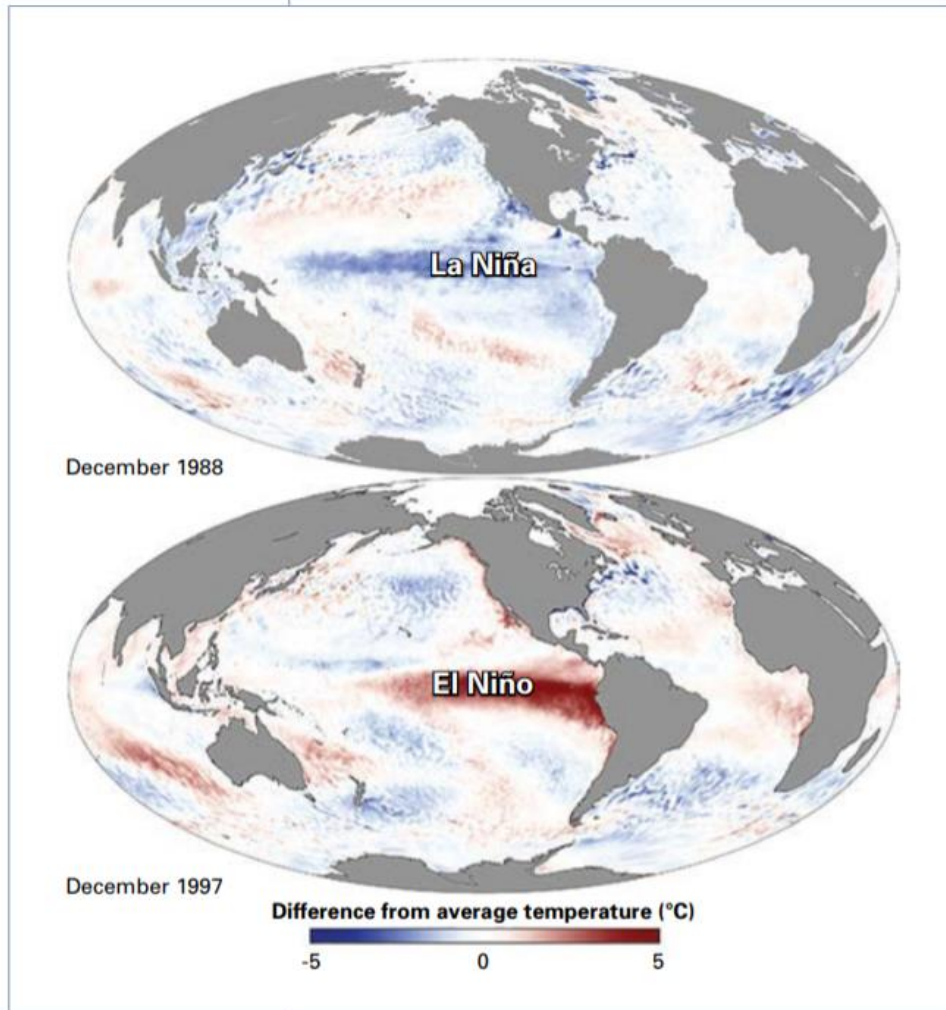 La Niña
December 1988
El Niño
December 1997
Difference from average temperature (°C)
-5 0 5